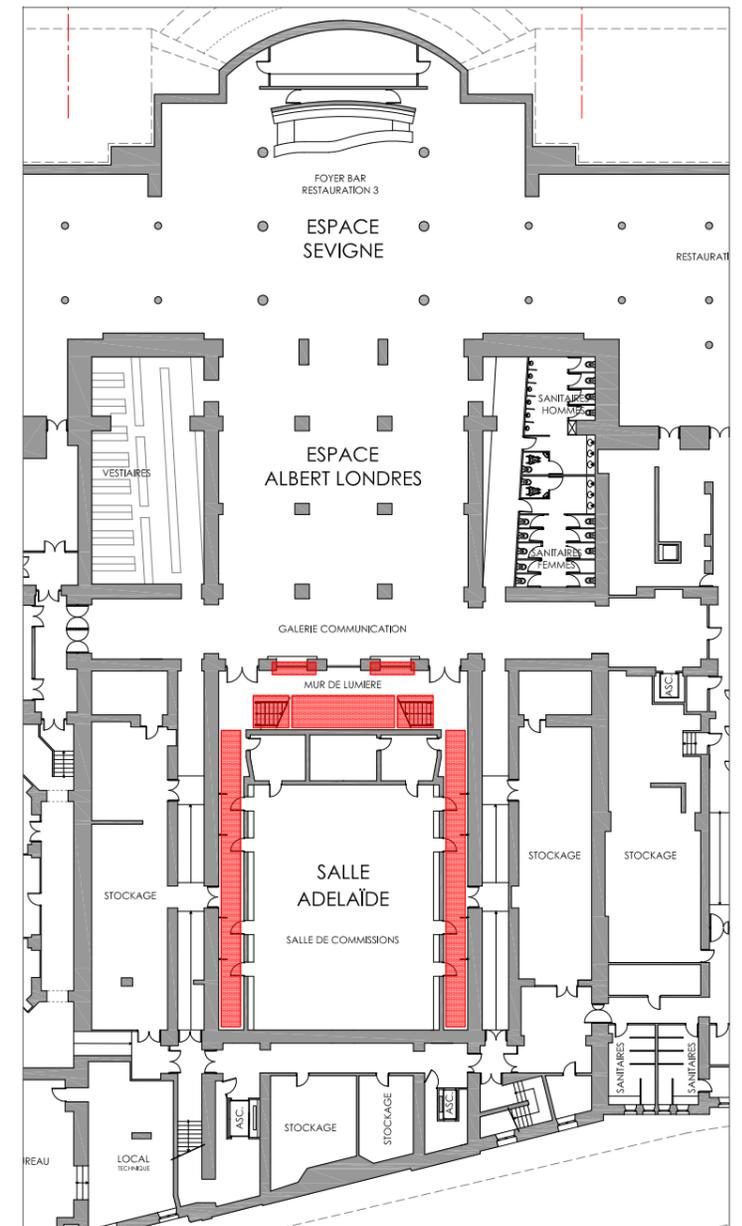 FOYER BAR
RESTAURATION 3
ESPACE
SEVIGNE
RESTAURATI
SANITAIRES
HOMMES
ESPACE
ALBERT LONDRES
VESTIAIRES
SANITAIRES
FEMMES
GALERIE COMMUNICATION
MUR DE LUMIERE
ASC.
SALLE
ADELAÏDE
STOCKAGE
STOCKAGE
STOCKAGE
SALLE DE COMMISSIONS
SANITAIRES
SANITAIRES
ASC.
ASC.
STOCKAGE
STOCKAGE
UREAU
LOCAL
TECHNIQUE